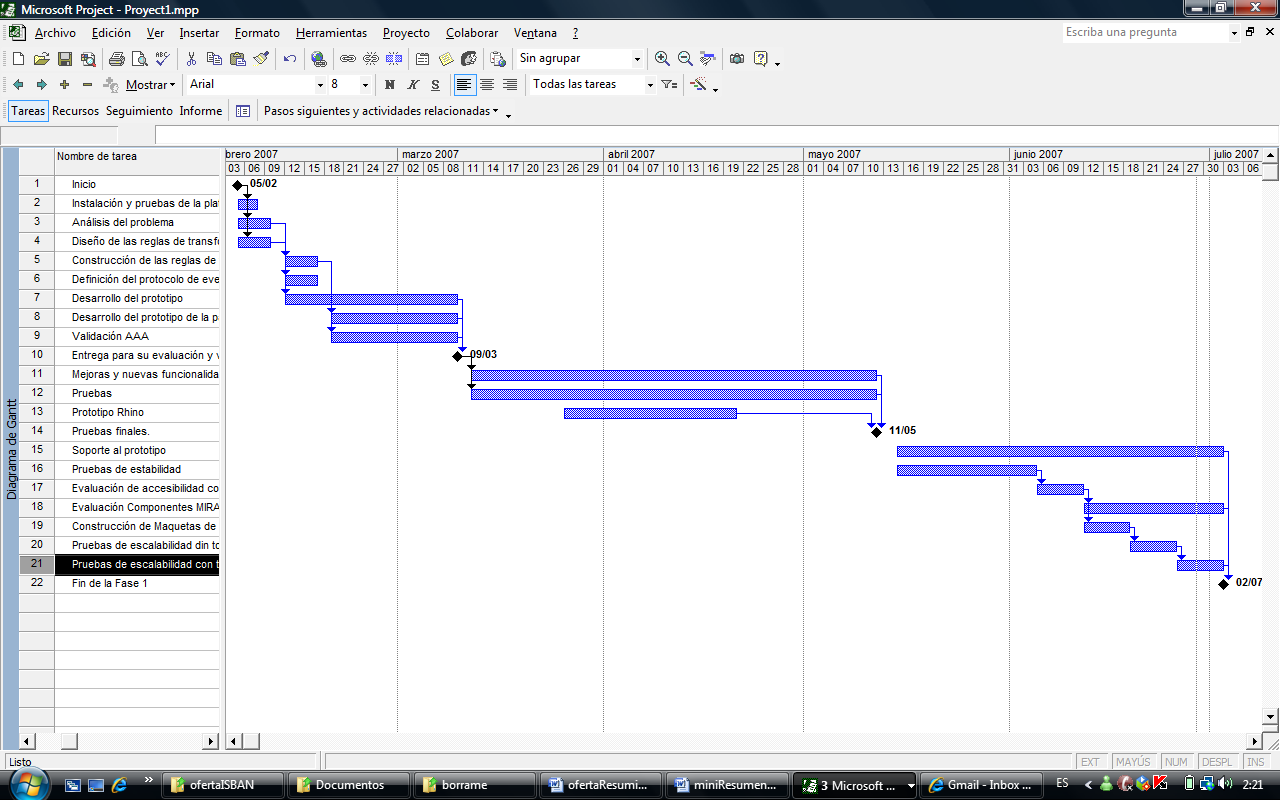 Microsoft Project - Proyect1.mpp
Archivo Edición Ver Insertar Formato Herramientas Proyecto Colaborar Ventana ? Escriba una pregunta
Sin agrupar
Mostrar Arial 8 N K S Todas las tareas
Tareas Recursos Seguimiento Informe Pasos siguientes y actividades relacionadas
Nombre de tarea brero 2007 marzo 2007 abril 2007 mayo 2007 junio 2007 julio 2007
03 06 09 12 15 18 21 24 27 02 05 08 11 14 17 20 23 26 29 01 04 07 10 13 16 19 22 25 28 01 04 07 10 13 16 19 22 25 28 31 03 06 09 12 15 18 21 24 27 30 03 06
1 Inicio 05/02
2 Instalación y pruebas de la plat
3 Análisis del problema
4 Diseño de las reglas de transfo
5 Construcción de las reglas de
6 Definición del protocolo de eve
7 Desarrollo del prototipo
8 Desarrollo del prototipo de la p
9 Validación AAA
10 Entrega para su evaluación y v 09/03
11 Mejoras y nuevas funcionalida
12 Pruebas
13 Prototipo Rhino
14 Pruebas finales. 11/05
15 Soporte al prototipo
16 Pruebas de estabilidad
17 Evaluación de accesibilidad co
18 Evaluación Componentes MIRA
19 Construcción de Maquetas de
20 Pruebas de escalabilidad din to
21 Pruebas de escalabilidad con t
22 Fin de la Fase 1 02/07
Diagrama de Gantt
Listo EXT MAYÚS NUM DESPL INS
ofertaISBAN Documentos borrame ofertaResumi... miniResumen... 3 Microsoft ... Gmail - Inbox ... ES 2:21